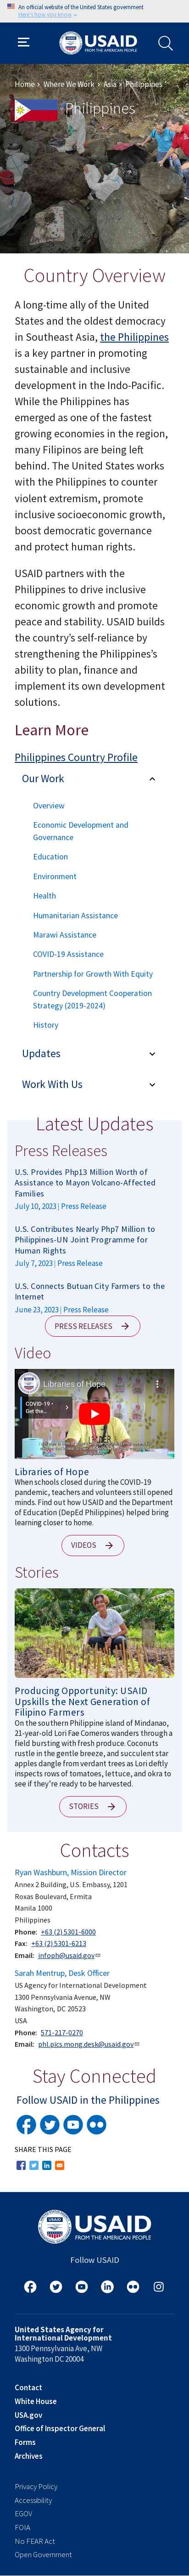 An official website of the United States government
Here's how you know
USAID
FROM THE AMERICAN PEOPLE
Home › Where We Work › Asia › Philippines
Philippines
Country Overview
A long-time ally of the United
States and the oldest democracy
in Southeast Asia, the Philippines
is a key partner in promoting
sustainable and inclusive
development in the Indo-Pacific.
While the Philippines has
emerged as one of the fastest
growing economies in the region,
many Filipinos are being left
behind. The United States works
with the Philippines to counter
violent extremism, promote
inclusive socioeconomic growth,
boost democratic governance
and promote human rights.
USAID partners with the
Philippines to drive inclusive
economic growth and promote
peace and stability. USAID builds
the country's self-reliance by
strengthening the Philippines's
ability to plan, finance and
implement its own development
solutions.
Learn More
Philippines Country Profile
Our Work
Overview
Economic Development and
Governance
Education
Environment
Health
Humanitarian Assistance
Marawi Assistance
COVID-19 Assistance
Partnership for Growth With Equity
Country Development Cooperation
Strategy (2019-2024)
History
Updates
Work With Us
Latest Updates
Press Releases
U.S. Provides Php13 Million Worth of
Assistance to Mayon Volcano-Affected
Families
July 10, 2023 | Press Release
U.S. Contributes Nearly Php7 Million to
Philippines-UN Joint Programme for
Human Rights
July 7, 2023 | Press Release
U.S. Connects Butuan City Farmers to the
Internet
June 23, 2023 | Press Release
PRESS RELEASES
Video
Libraries of Hope
COVID-19 •
Get the...
Libraries of Hope
When schools closed during the COVID-19
pandemic, teachers and volunteers still opened
minds. Find out how USAID and the Department
of Education (DepEd Philippines) helped bring
learning closer to home.
VIDEOS
Stories
Producing Opportunity: USAID
Upskills the Next Generation of
Filipino Farmers
On the southern Philippine island of Mindanao,
21-year-old Lori Fae Comeros dashes through a
field bursting with fresh produce. Coconuts
rustle in the gentle breeze, and succulent star
apples dangle from verdant trees as Lori deftly
inspects rows of tomatoes, lettuce, and okra to
see if they're ready to be harvested.
STORIES
Contacts
Ryan Washburn, Mission Director
Annex 2 Building, U.S. Embassy, 1201
Roxas Boulevard, Ermita
Manila 1000
Philippines
Phone: +63 (2) 5301-6000
Fax: +63 (2) 5301-6213
Email: infoph@usaid.gov
Sarah Mentrup, Desk Officer
US Agency for International Development
1300 Pennsylvania Avenue, NW
Washington, DC 20523
USA
Phone: 571-217-0270
Email: phl.pics.mong.desk@usaid.gov
Stay Connected
Follow USAID in the Philippines
SHARE THIS PAGE
USAID
FROM THE AMERICAN PEOPLE
Follow USAID
United States Agency for
International Development
1300 Pennsylvania Ave, NW
Washington DC 20004
Contact
White House
USA.gov
Office of Inspector General
Forms
Archives
Privacy Policy
Accessibility
EGOV
FOIA
No FEAR Act
Open Government